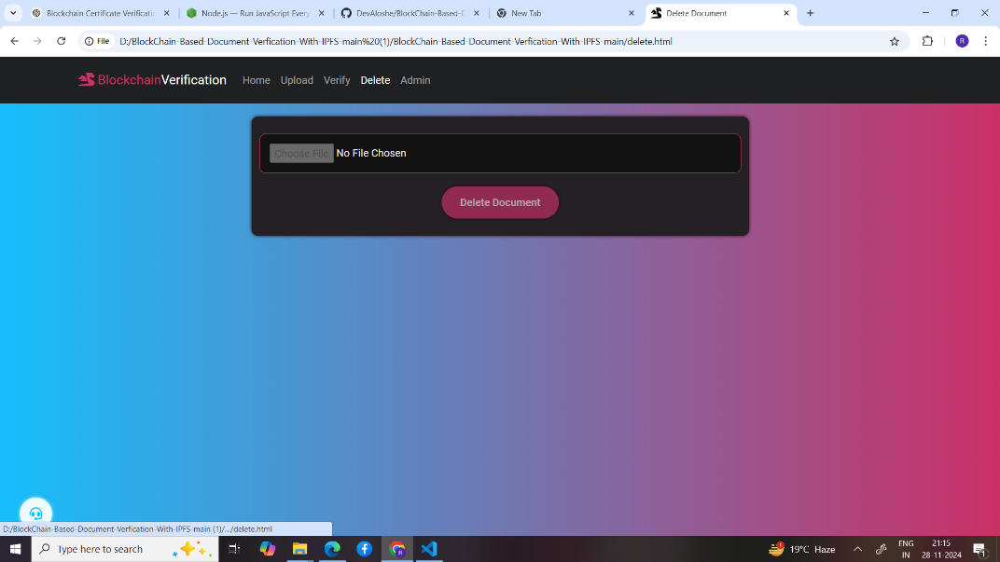 Blockchain Certificate Verificatio
Node.js — Run JavaScript Every
DevAloshe/BlockChain-Based-D
New Tab
Delete Document
File
D:/BlockChain-Based-Document-Verfication-With-IPFS-main%20(1)/BlockChain-Based-Document-Verfication-With-IPFS-main/delete.html
R
BlockchainVerification
Home
Upload
Verify
Delete
Admin
Choose File No File Chosen
Delete Document
D:/BlockChain-Based-Document-Verfication-With-IPFS-main (1)/.../delete.html
Type here to search
19°C Haze
ENG
IN
21:15
28-11-2024
1